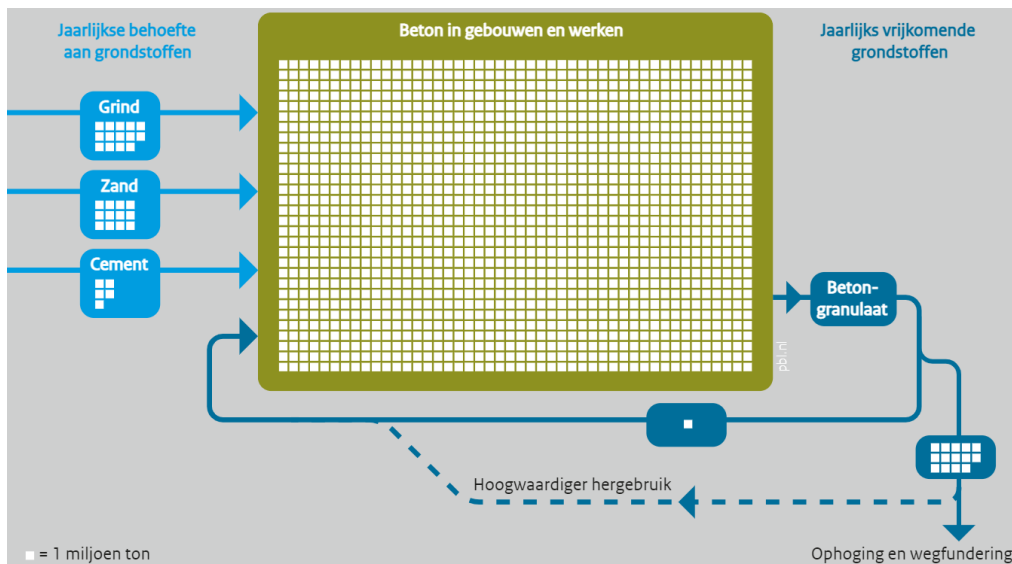 Jaarlijkse behoefte
aan grondstoffen
Beton in gebouwen en werken
Jaarlijks vrijkomende
grondstoffen
Grind
Zand
Cement
Beton-
granulaat
pbl.nl
Hoogwaardiger hergebruik
= 1 miljoen ton
Ophoging en wegfundering